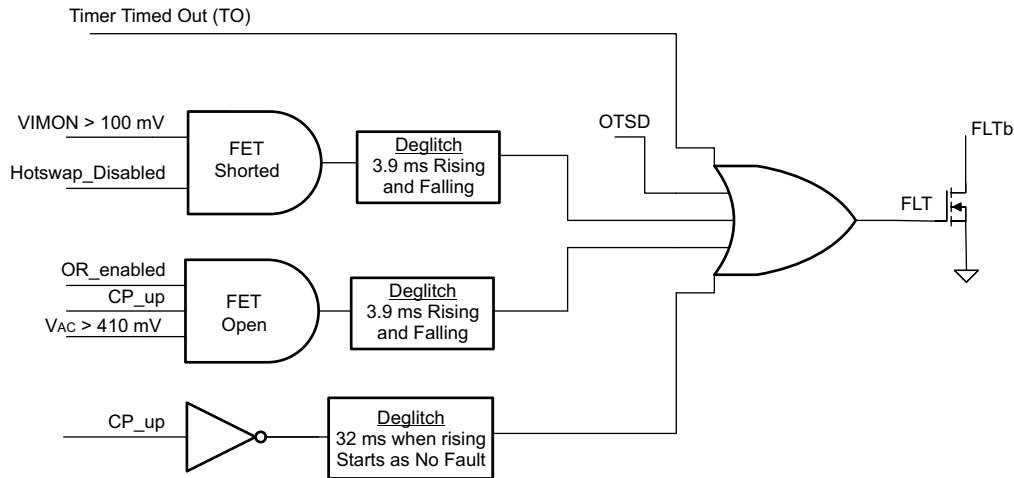 Timer Timed Out (TO)
VIMON > 100 mV
Hotswap_Disabled
FET
Shorted
Deglitch
3.9 ms Rising
and Falling
OTSD
FLTb
FLT
OR_enabled
CP_up
VAC > 410 mV
FET
Open
Deglitch
3.9 ms Rising
and Falling
CP_up
Deglitch
32 ms when rising
Starts as No Fault